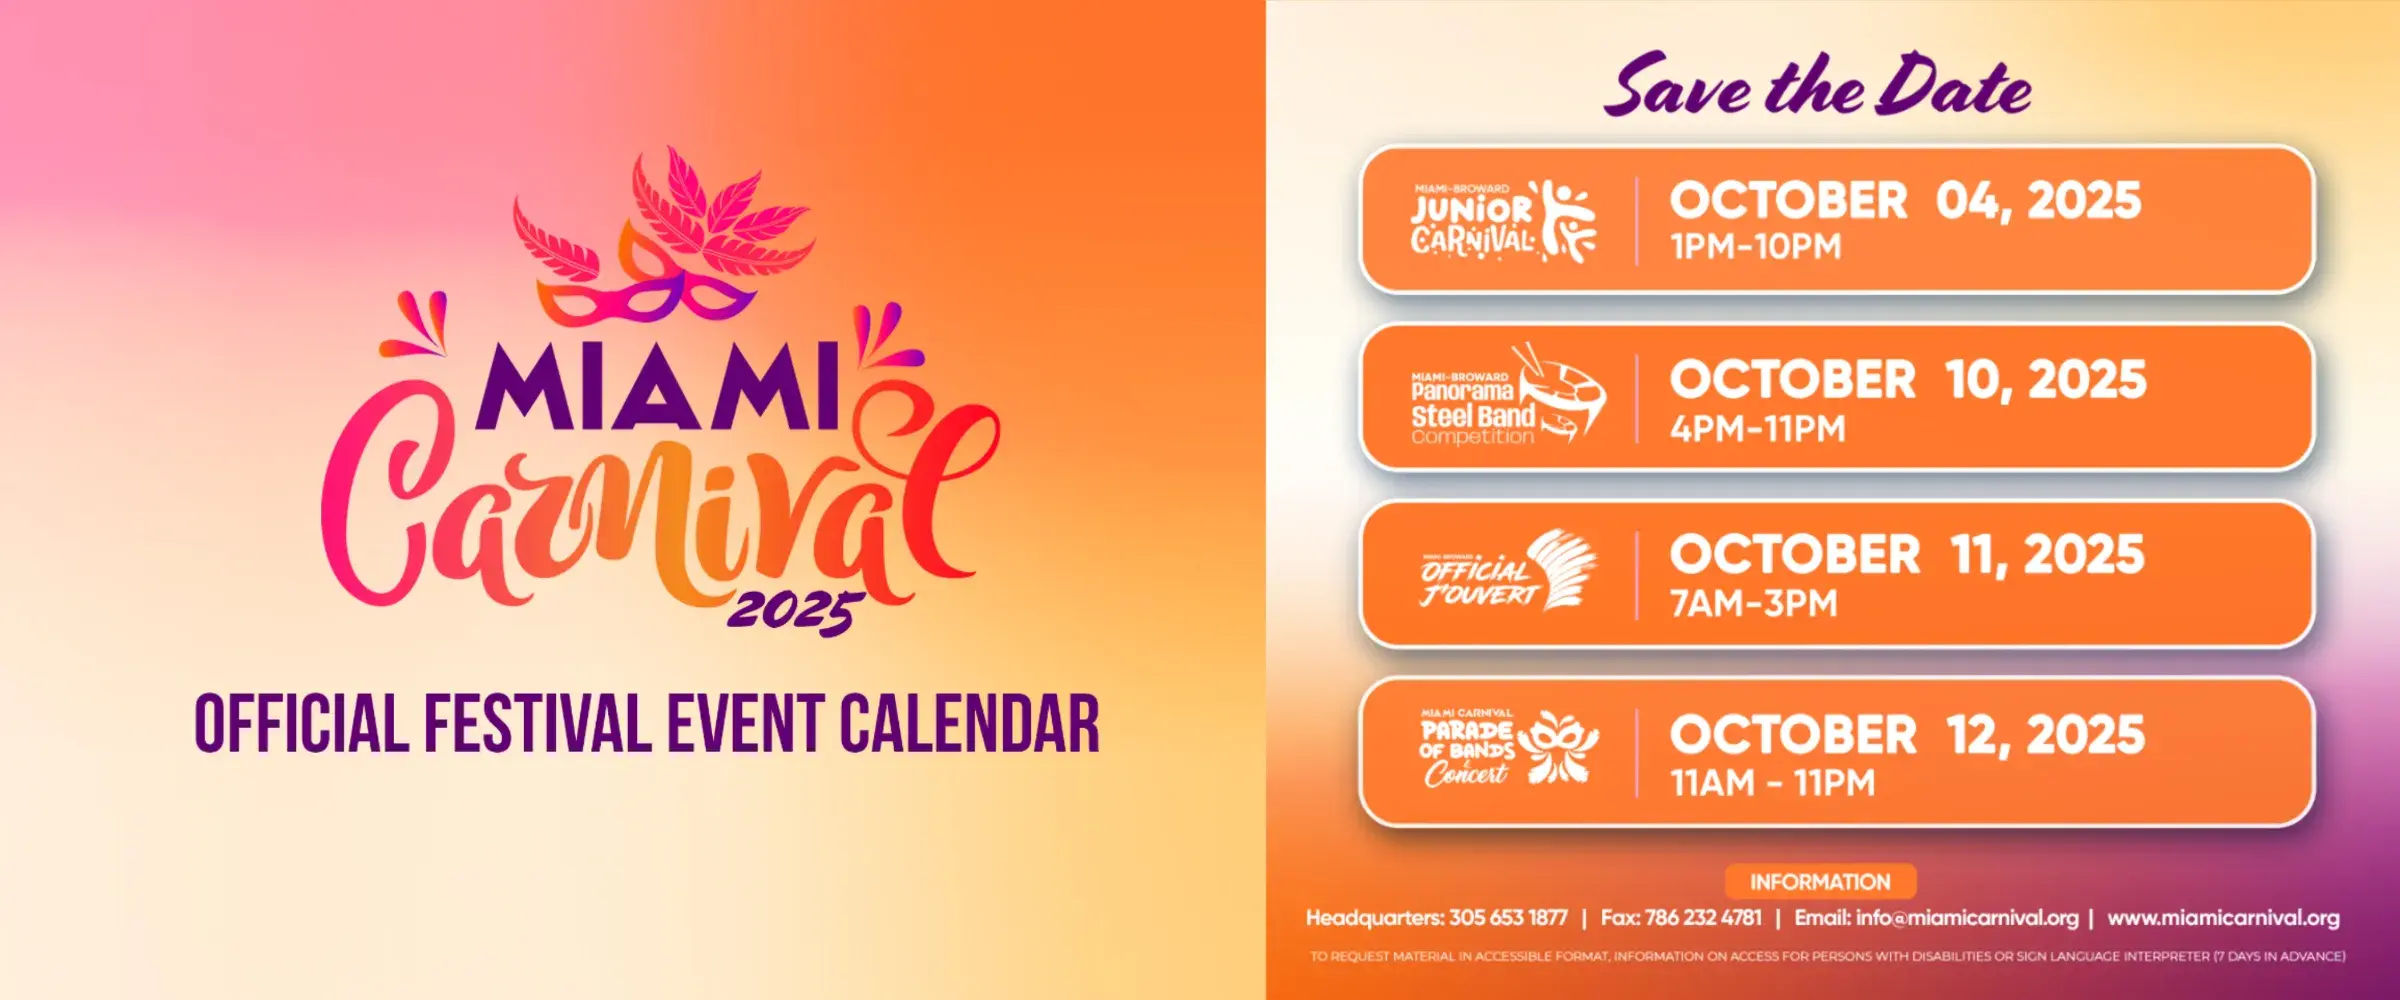 MIAMI
Carnival
2025
OFFICIAL FESTIVAL EVENT CALENDAR
Save the Date
MIAMI-BROWARD
JUNiOR
CARNiVAL
OCTOBER 04, 2025
1PM-10PM
MIAMI-BROWARD
Panorama
Steel Band
Competition
OCTOBER 10, 2025
4PM-11PM
MIAMI BROWARD
OFFICIAL
J'OUVERT
OCTOBER 11, 2025
7AM-3PM
MIAMI CARNIVAL
PARADE
OF BANDS
& Concert
OCTOBER 12, 2025
11AM - 11PM
INFORMATION
Headquarters: 305 653 1877 | Fax: 786 232 4781 | Email: info@miamicarnival.org | www.miamicarnival.org
TO REQUEST MATERIAL IN ACCESSIBLE FORMAT, INFORMATION ON ACCESS FOR PERSONS WITH DISABILITIES OR SIGN LANGUAGE INTERPRETER (7 DAYS IN ADVANCE)